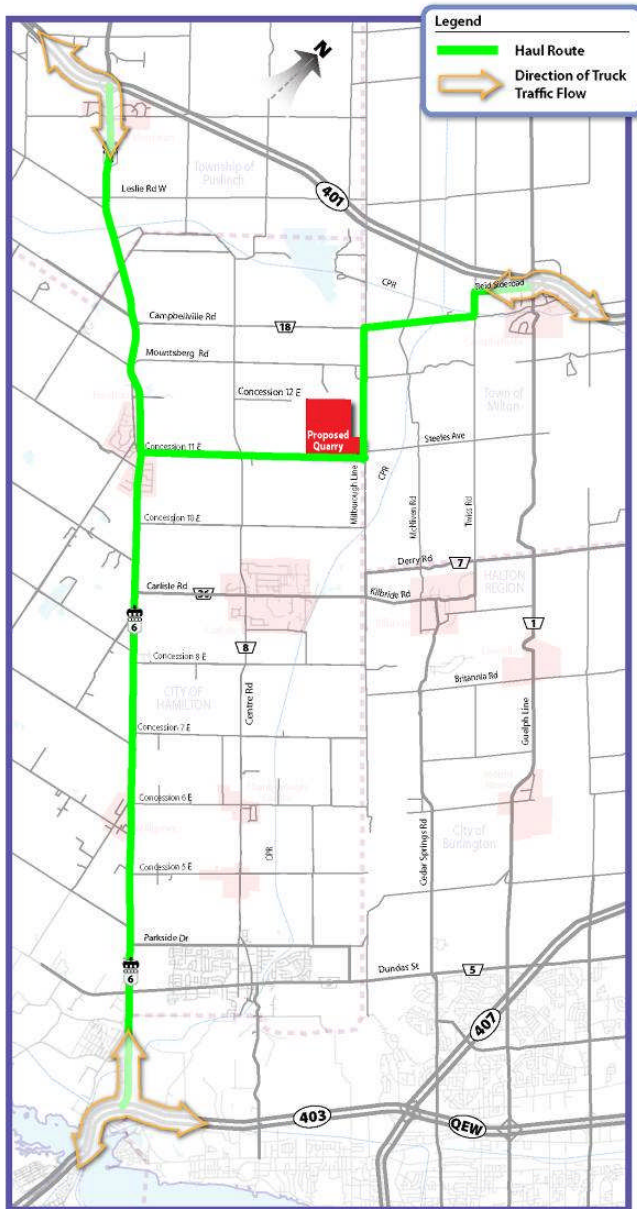 Legend
Haul Route
Direction of Truck
Traffic Flow
N
Township of
Puslinch
Leslie Rd W
401
CPR
Reid Sideroad
Campbellville Rd
18
Mountsberg Rd
Concession 12 E
Town of
Milton
Proposed
Quarry
Concession 11 E
Steeles Ave
Milborough Line
CPR
McNiven Rd
Twiss Rd
Concession 10 E
Derry Rd
7
Carlisle Rd
Kilbride Rd
HALTON
REGION
6
1
8
Concession 8 E
Britannia Rd
CITY OF
HAMILTON
Centre Rd
Guelph Line
Concession 7 E
Concession 6 E
Cedar Springs Rd
City of
Burlington
Concession 5 E
CPR
Parkside Dr
6
Dundas St
5
407
403
QEW